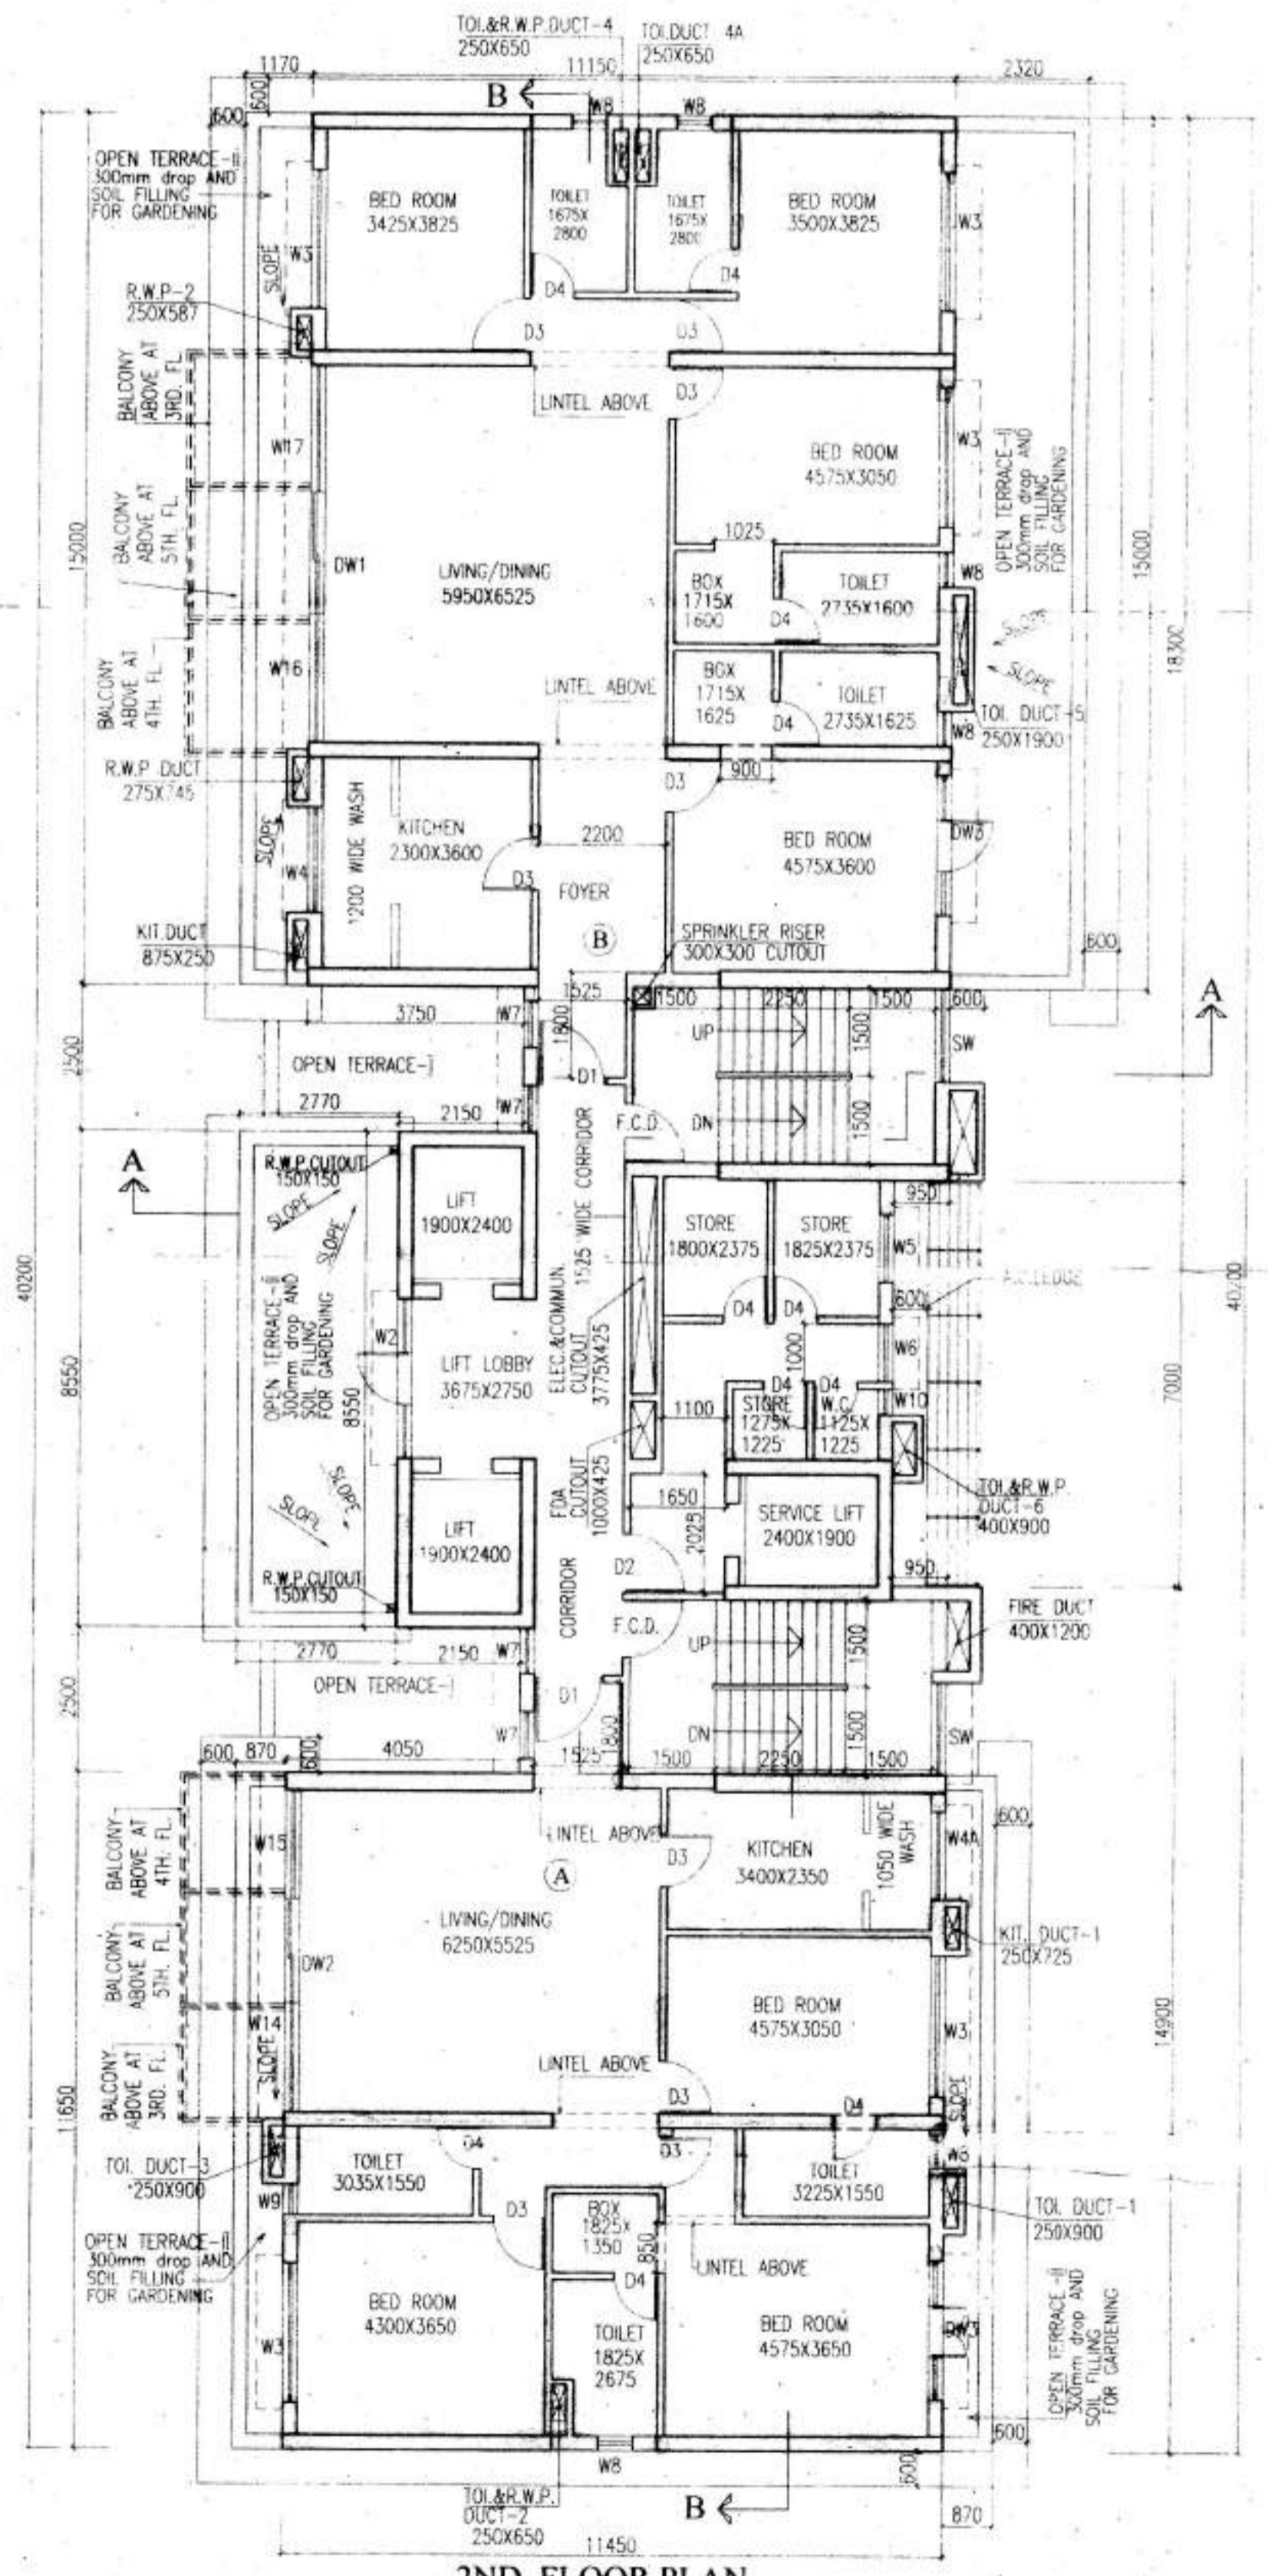 TOI.&R.W.P.DUCT-4
250X650
TOI.DUCT 4A
250X650
1170
11150
2320
600
600
B
W8
W8
OPEN TERRACE-II
300mm drop AND
SOIL FILLING
FOR GARDENING
BED ROOM
3425X3825
TOILET
1675X
2800
TOILET
1675X
2800
BED ROOM
3500X3825
W3
W3
SLOPE
D4
D4
R.W.P-2
250X587
D3
D3
BALCONY
ABOVE AT
3RD. FL.
LINTEL ABOVE
D3
W17
BED ROOM
4575X3050
W3
OPEN TERRACE-II
300mm drop AND
SOIL FILLING
FOR GARDENING
BALCONY
ABOVE AT
5TH. FL.
15000
1025
15000
18300
DW1
LIVING/DINING
5950X6525
BOX
1715X
1600
TOILET
2735X1600
D4
W8
SLOPE
SLOPE
BALCONY
ABOVE AT
4TH. FL.
W16
LINTEL ABOVE
BOX
1715X
1625
TOILET
2735X1625
D4
TOI. DUCT-5
250X1900
W8
R.W.P DUCT
275X745
D3
900
SLOPE
1200 WIDE WASH
KITCHEN
2300X3600
2200
BED ROOM
4575X3600
DW3
W4
D3
FOYER
B
KIT.DUCT
875X250
SPRINKLER RISER
300X300 CUTOUT
600
1525
1500
2250
1500
600
A
3750
W7
1800
UP
1500
SW
2500
OPEN TERRACE-I
D1
2770
2150
W7
F.C.D.
DN
1500
A
R.W.P.CUTOUT
150X150
SLOPE
SLOPE
LIFT
1900X2400
1525 WIDE CORRIDOR
950
STORE
1800X2375
STORE
1825X2375
W5
40200
40200
A.C.LEDGE
ELEC.&COMMUN.
CUTOUT
3775X425
D4
D4
600
OPEN TERRACE-II
300mm drop AND
SOIL FILLING
FOR GARDENING
8550
8550
W2
LIFT LOBBY
3675X2750
1000
W6
7000
D4
D4
1100
STORE
1275X
1225
W.C.
1125X
1225
W10
FDA
CUTOUT
1000X425
SLOPE
SLOPE
1650
2025
SERVICE LIFT
2400X1900
TOI.&R.W.P.
DUCT-6
400X900
LIFT
1900X2400
R.W.P.CUTOUT
150X150
D2
950
CORRIDOR
F.C.D.
FIRE DUCT
400X1200
2770
2150
W7
UP
1500
2500
OPEN TERRACE-I
D1
W7
1800
DN
1500
SW
600
870
600
4050
1525
1500
2250
1500
BALCONY
ABOVE AT
4TH. FL.
W15
LINTEL ABOVE
D3
KITCHEN
3400X2350
1050 WIDE
WASH
W4A
600
A
LIVING/DINING
6250X5525
KIT. DUCT-1
250X725
BALCONY
ABOVE AT
5TH. FL.
DW2
BED ROOM
4575X3050
W3
14900
BALCONY
ABOVE AT
3RD. FL.
W14
SLOPE
LINTEL ABOVE
D3
D4
SLOPE
11650
TOI. DUCT-3
250X900
D4
TOILET
3035X1550
D3
TOILET
3225X1550
W9
D3
BOX
1825X
1350
850
TOI. DUCT-1
250X900
OPEN TERRACE-II
300mm drop AND
SOIL FILLING
FOR GARDENING
LINTEL ABOVE
D4
BED ROOM
4300X3650
TOILET
1825X
2675
BED ROOM
4575X3650
W3
DW3
OPEN TERRACE-II
300mm drop AND
SOIL FILLING
FOR GARDENING
600
W8
600
TOI.&R.W.P.
DUCT-2
250X650
B
870
11450
2ND FLOOR PLAN